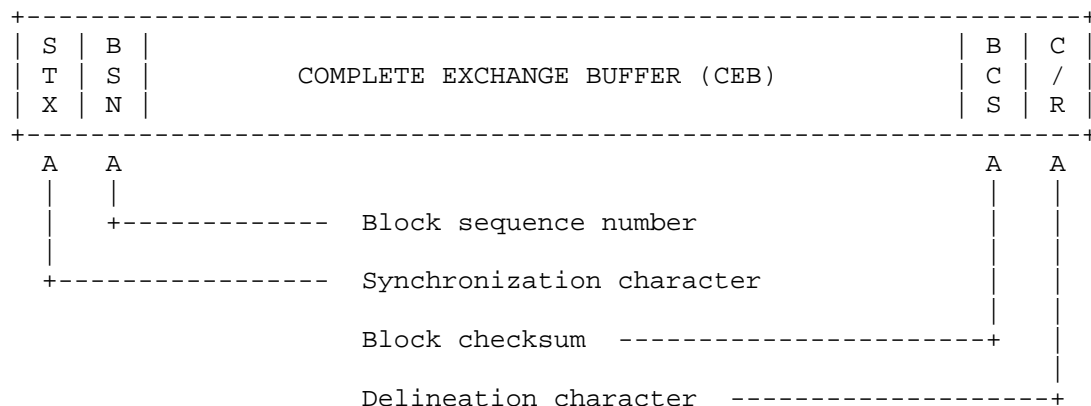 S B B C
T S COMPLETE EXCHANGE BUFFER (CEB) C /
X N S R
A A A A
Block sequence number
Synchronization character
Block checksum
Delineation character